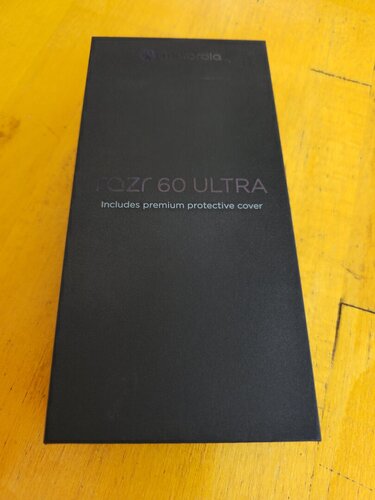 motorola
razr 60 ULTRA
Includes premium protective cover